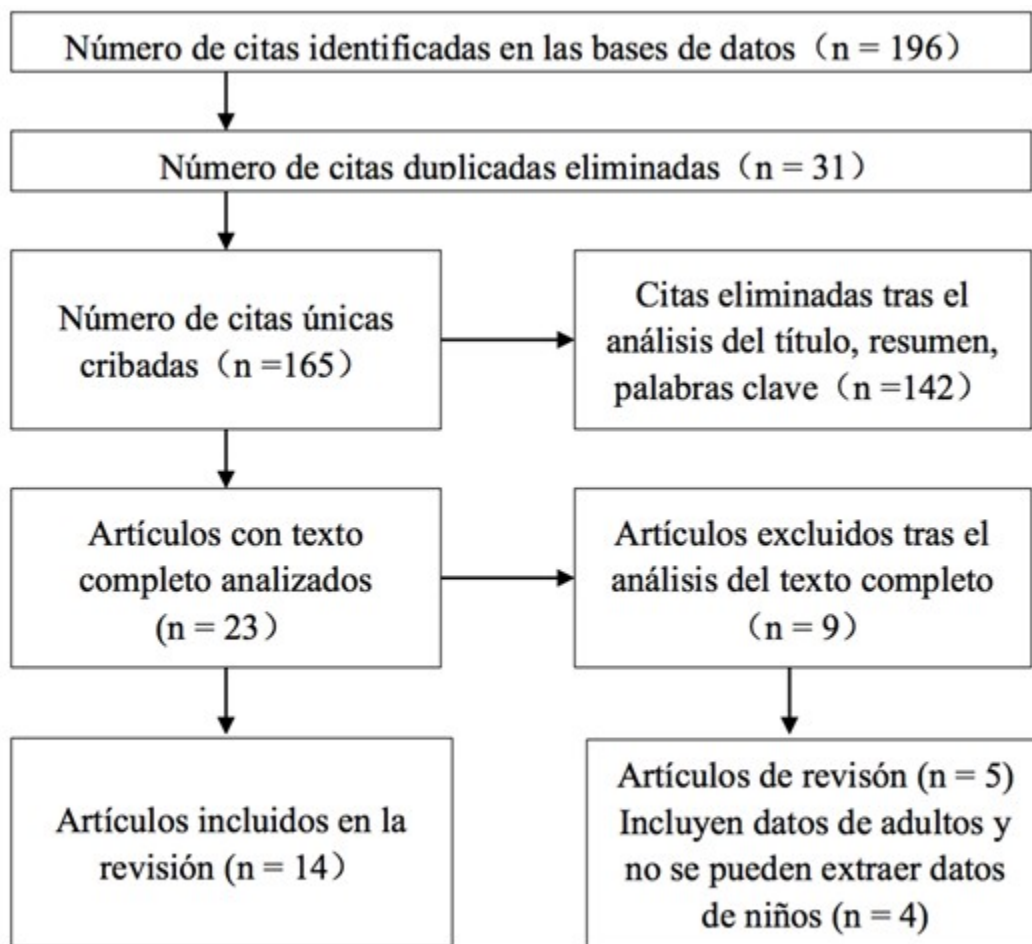 Número de citas identificadas en las bases de datos（n = 196）
Número de citas duplicadas eliminadas（n = 31）
Número de citas únicas
cribadas（n =165）
Citas eliminadas tras el
análisis del título, resumen,
palabras clave（n =142）
Artículos con texto
completo analizados
(n = 23）
Artículos excluidos tras el
análisis del texto completo
（n = 9）
Artículos incluidos en la
revisión (n = 14）
Artículos de revisón (n = 5)
Incluyen datos de adultos y
no se pueden extraer datos
de niños (n = 4)